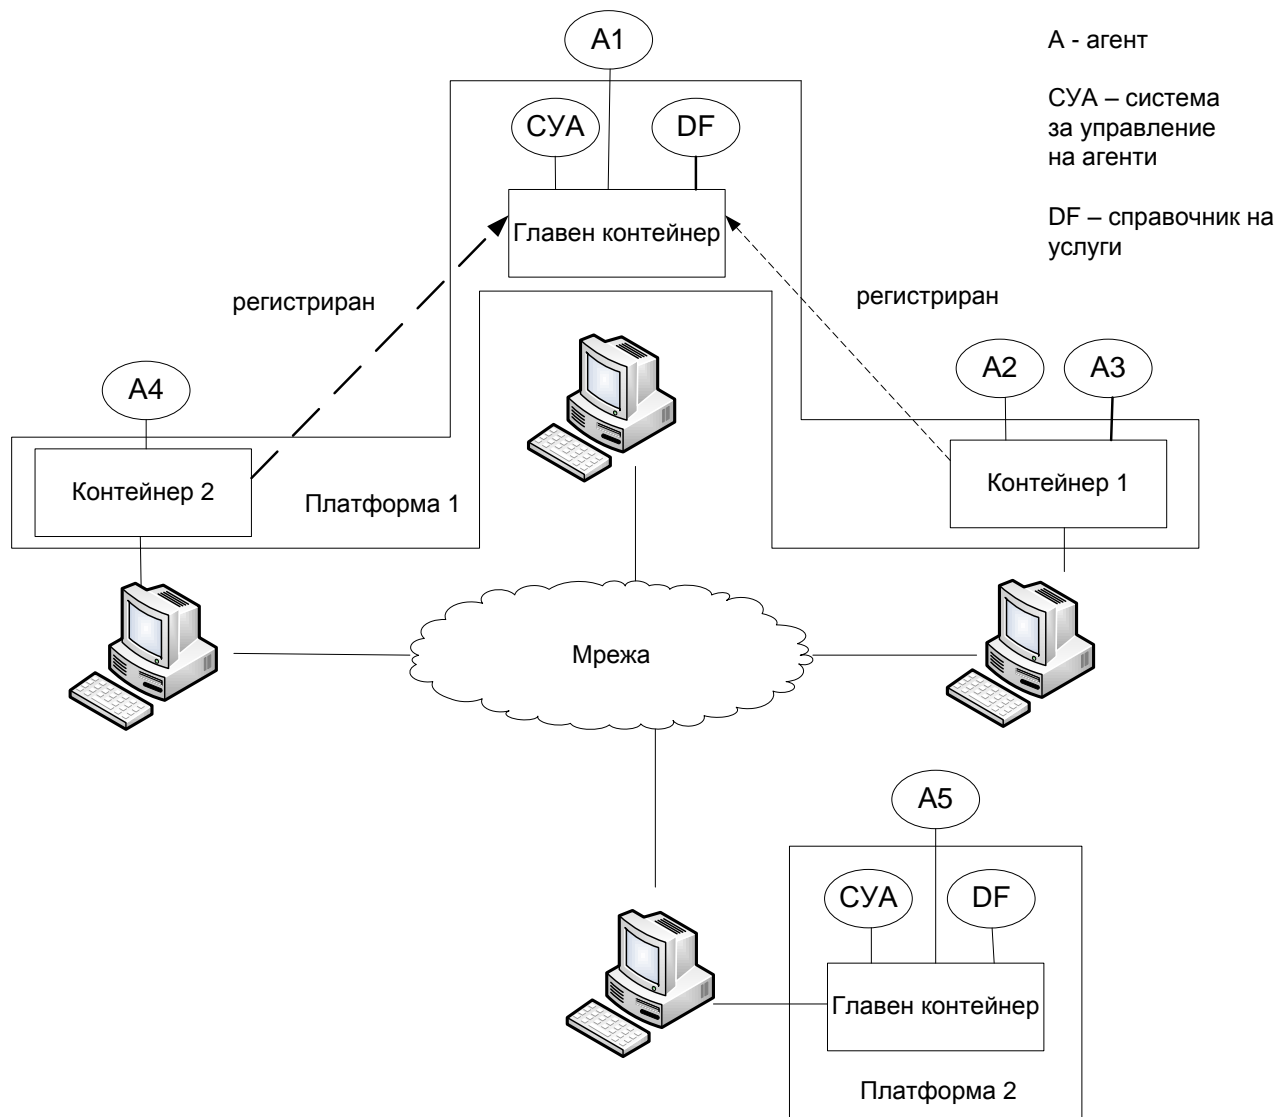 A1
А - агент
СУА – система
за управление
на агенти
СУА
DF
DF – справочник на
услуги
Главен контейнер
регистриран
регистриран
A4
A2
A3
Контейнер 2
Платформа 1
Контейнер 1
Мрежа
A5
СУА
DF
Главен контейнер
Платформа 2